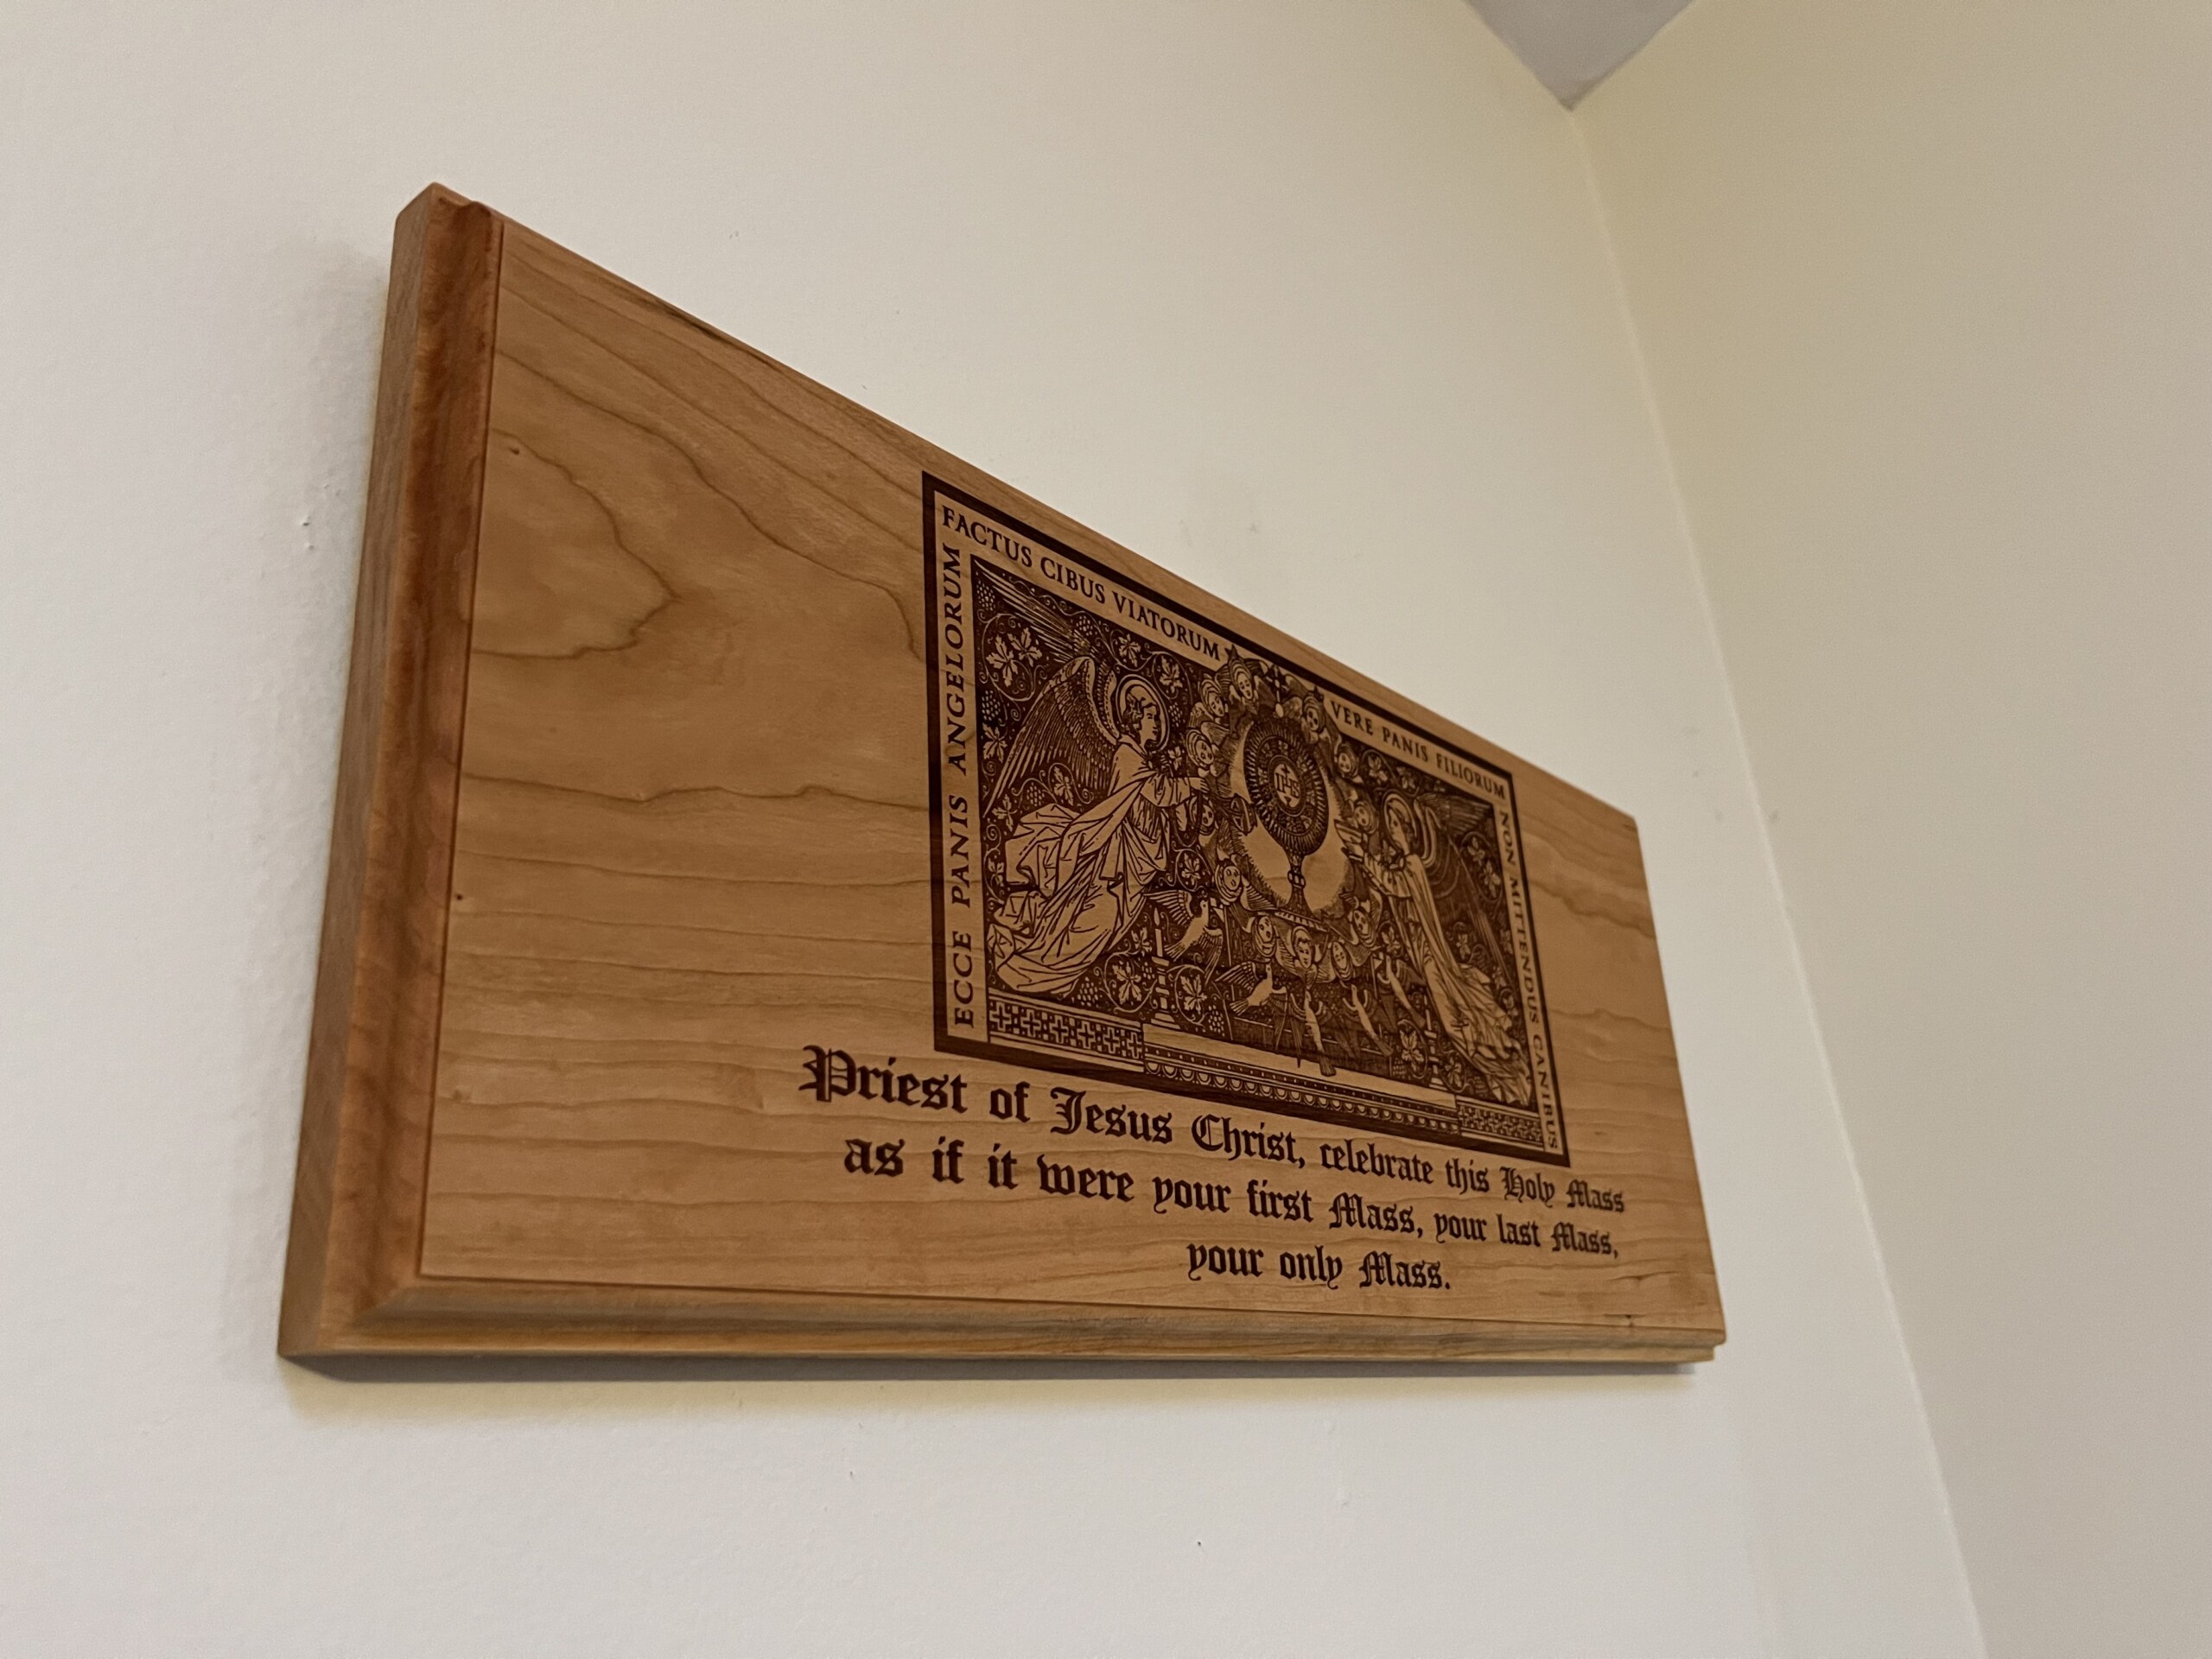 ECCE PANIS ANGELORUM
FACTUS CIBUS VIATORUM
VERE PANIS FILIORUM
NON MITTENDUS CANIBUS
IHS
Priest of Jesus Christ, celebrate this Holy Mass
as if it were your first Mass, your last Mass,
your only Mass.